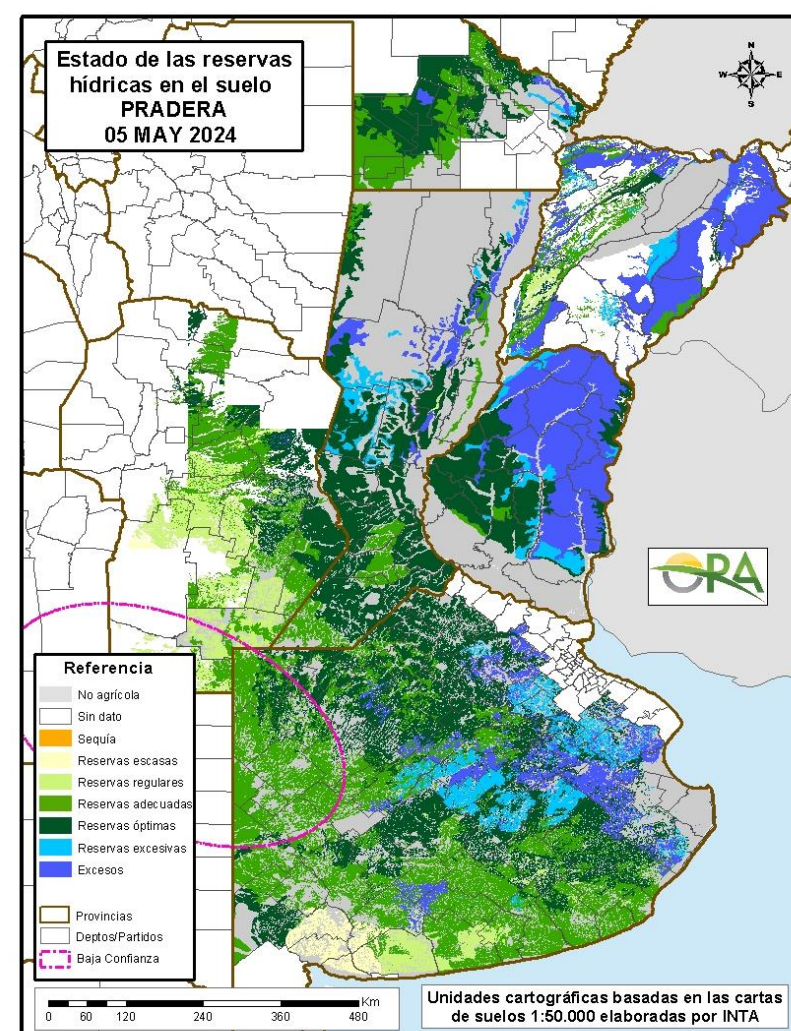 Estado de las reservas
hídricas en el suelo
PRADERA
05 MAY 2024
N
W E
S
ORA
Referencia
No agrícola
Sin dato
Sequía
Reservas escasas
Reservas regulares
Reservas adecuadas
Reservas óptimas
Reservas excesivas
Excesos
Provincias
Deptos/Partidos
Baja Confianza
Km
0 60 120 240 360 480
Unidades cartográficas basadas en las cartas
de suelos 1:50.000 elaboradas por INTA